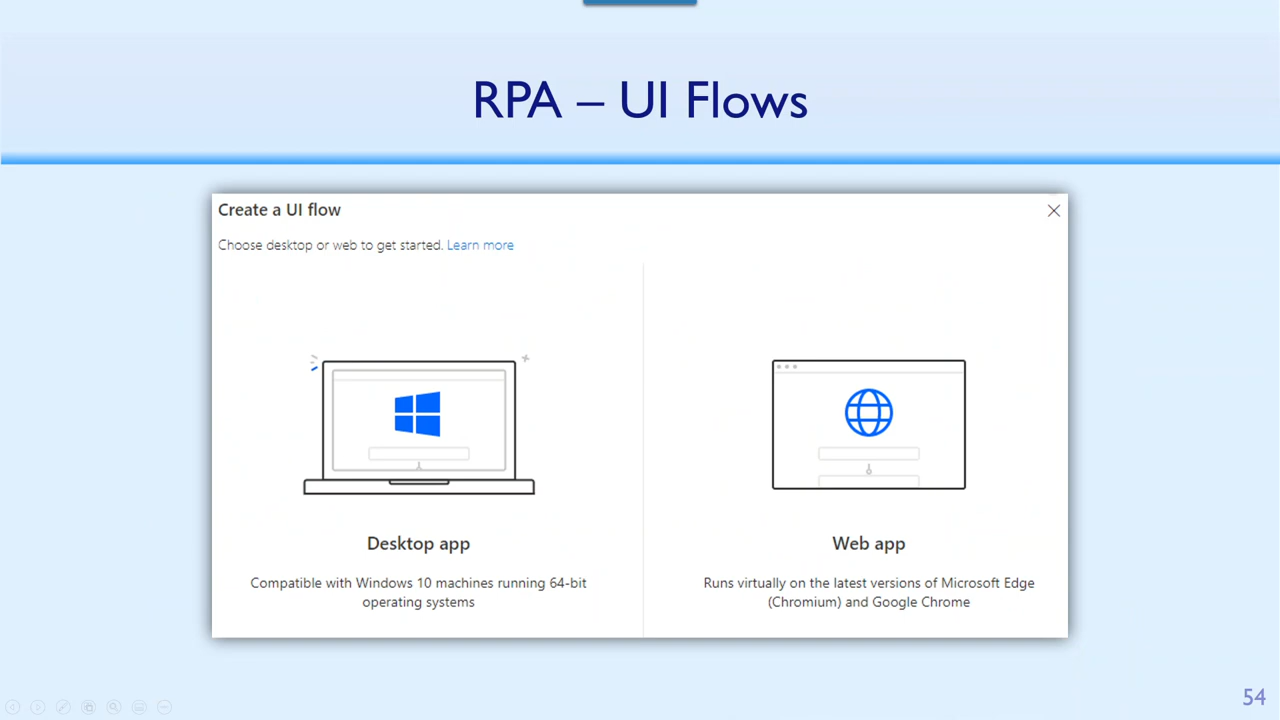 RPA – UI Flows
Create a UI flow
Choose desktop or web to get started. Learn more
Desktop app
Compatible with Windows 10 machines running 64-bit
operating systems
Web app
Runs virtually on the latest versions of Microsoft Edge
(Chromium) and Google Chrome
54